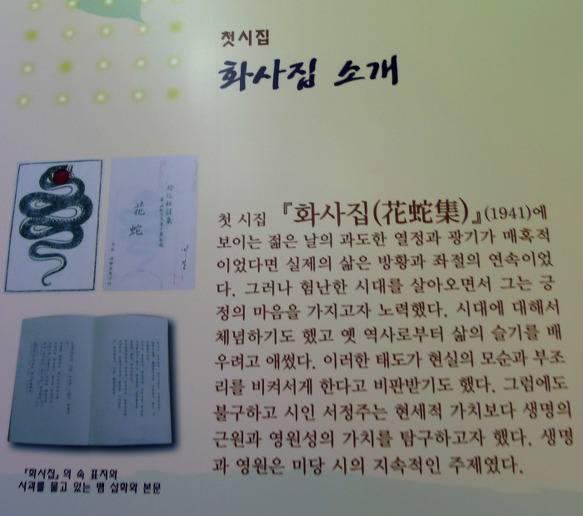 첫시집
화사집 소개
첫 시집 『화사집(花蛇集)』(1941)에
보이는 젊은 날의 과도한 열정과 광기가 매혹적
이었다면 실제의 삶은 방황과 좌절의 연속이었
다. 그러나 험난한 시대를 살아오면서 그는 긍
정의 마음을 가지고자 노력했다. 시대에 대해서
체념하기도 했고 옛 역사로부터 삶의 슬기를 배
우려고 애썼다. 이러한 태도가 현실의 모순과 부조
리를 비켜서게 한다고 비판받기도 했다. 그럼에도
불구하고 시인 서정주는 현세적 가치보다 생명의
근원과 영원성의 가치를 탐구하고자 했다. 생명
과 영원은 미당 시의 지속적인 주제였다.
花蛇
『화사집』의 속 표지와
사과를 물고 있는 뱀 삽화와 본문